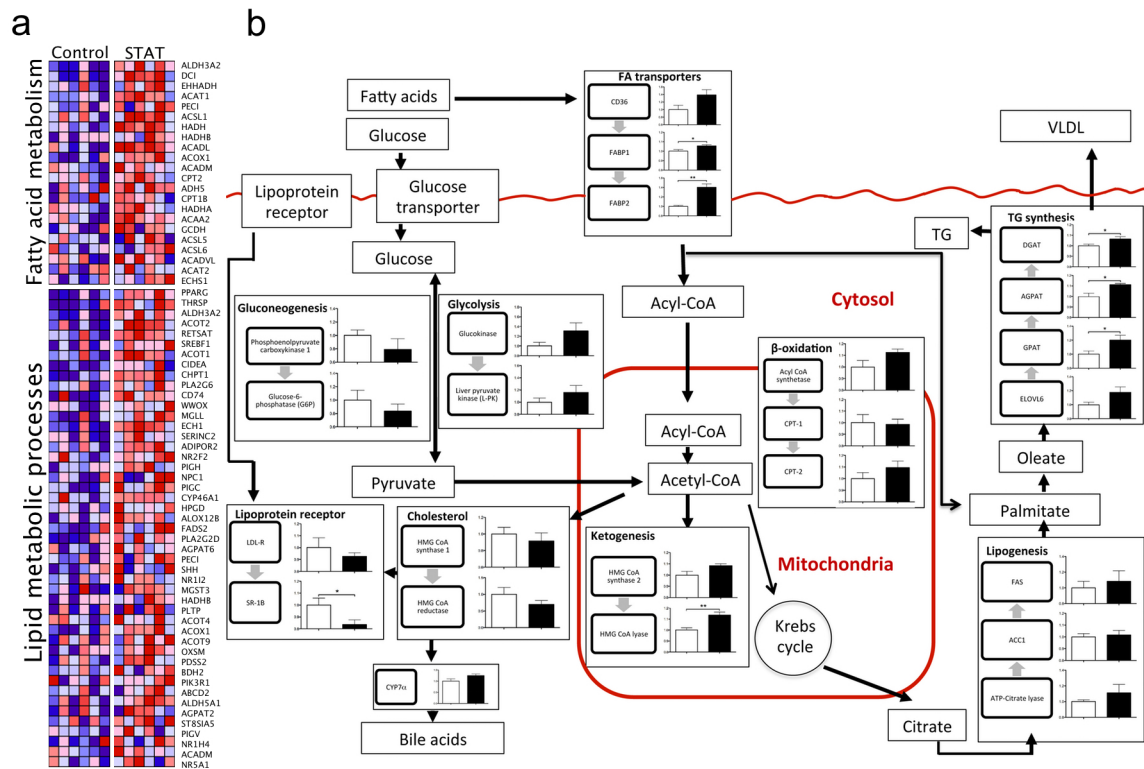 a
b
Control STAT
Fatty acid metabolism
ALDH3A2
DCI
EHHADH
ACAT1
PECI
ACSL1
HADH
HADHB
ACADL
ACOX1
ACADM
CPT2
ADH5
CPT1B
HADHA
ACAA2
GCDH
ACSL5
ACSL6
ACADVL
ACAT2
ECHS1
Lipid metabolic processes
PPARG
THRSP
ALDH3A2
ACOT2
RETSAT
SREBF1
ACOT1
CIDEA
CHPT1
PLA2G6
CD74
WWOX
MGLL
ECH1
SERINC2
ADIPOR2
NR2F2
PIGH
NPC1
PIGC
CYP46A1
HPGD
ALOX12B
FADS2
PLA2G2D
AGPAT6
PECI
SHH
NR1I2
MGST3
HADHB
PLTP
ACOT4
ACOX1
ACOT9
OXSM
PDSS2
BDH2
PIK3R1
ABCD2
ALDH5A1
AGPAT2
ST8SIA5
PIGV
NR1H4
ACADM
NR5A1
Fatty acids
Glucose
Lipoprotein
receptor
Glucose
transporter
Glucose
FA transporters
CD36
FABP1
*
FABP2
**
VLDL
TG
TG synthesis
DGAT
*
AGPAT
*
GPAT
*
ELOVL6
Acyl-CoA
Cytosol
Gluconeogenesis
Phosphoenolpyruvate
carboxykinase 1
Glucose-6-
phosphatase (G6P)
Glycolysis
Glucokinase
Liver pyruvate
kinase (L-PK)
β-oxidation
Acyl CoA
synthetase
CPT-1
CPT-2
Acyl-CoA
Acetyl-CoA
Pyruvate
Oleate
Palmitate
Lipoprotein receptor
LDL-R
SR-1B
*
Cholesterol
HMG CoA
synthase 1
HMG CoA
reductase
Ketogenesis
HMG CoA
synthase 2
HMG CoA lyase
**
Mitochondria
Krebs
cycle
Lipogenesis
FAS
ACC1
ATP-Citrate lyase
CYP7α
Bile acids
Citrate